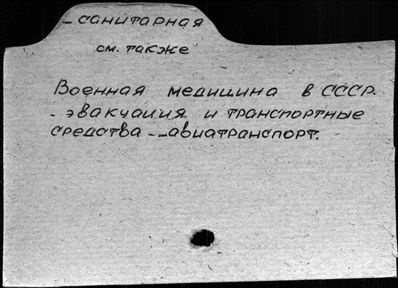 – санитарная
см. также
Военная медицина в СССР.
- эвакуация и транспортные
средства -–авиатранспорт.